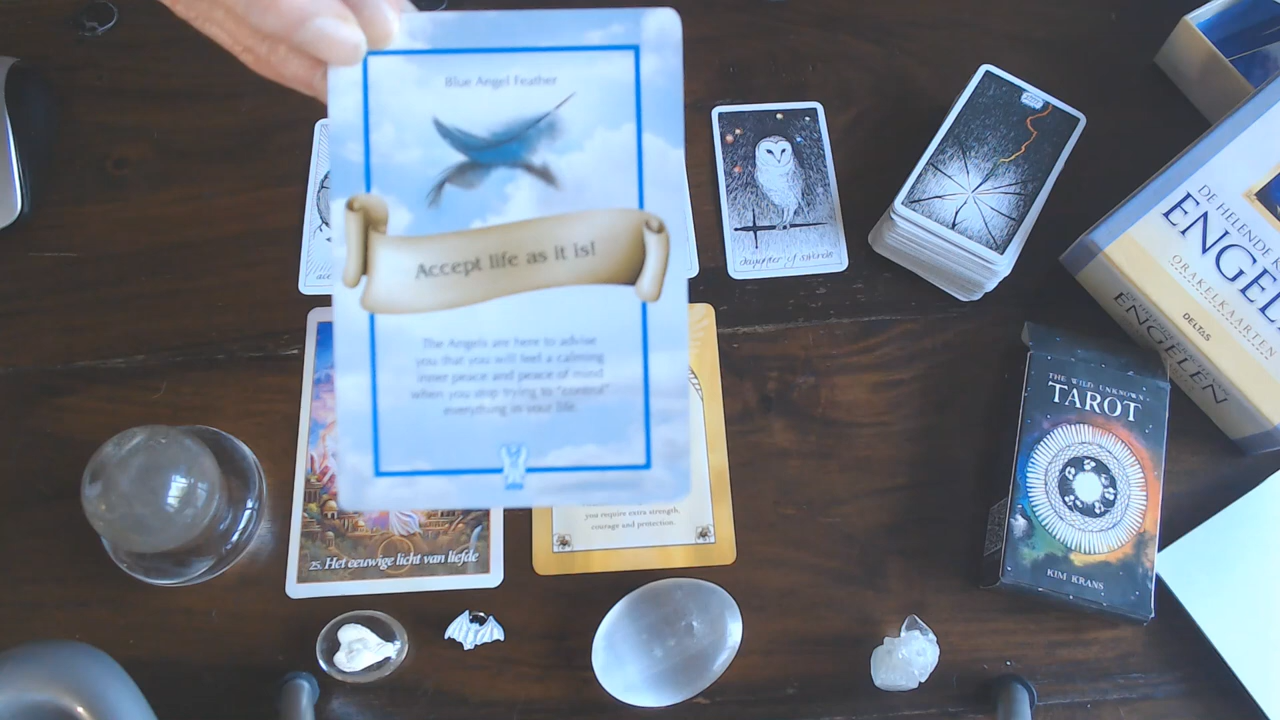 Blue Angel Feather
Accept life as it is!
The Angels are here to advise
you that you will feel a calming
inner peace and peace of mind
when you stop trying to "control"
everything in your life.
ace
daughter of swords
you require extra strength,
courage and protection.
25. Het eeuwige licht van liefde
DE HELENDE K
ENGEL
ORAKELKAARTEN
DELTAS
ENGELEN
THE WILD UNKNOWN
TAROT
KIM KRANS